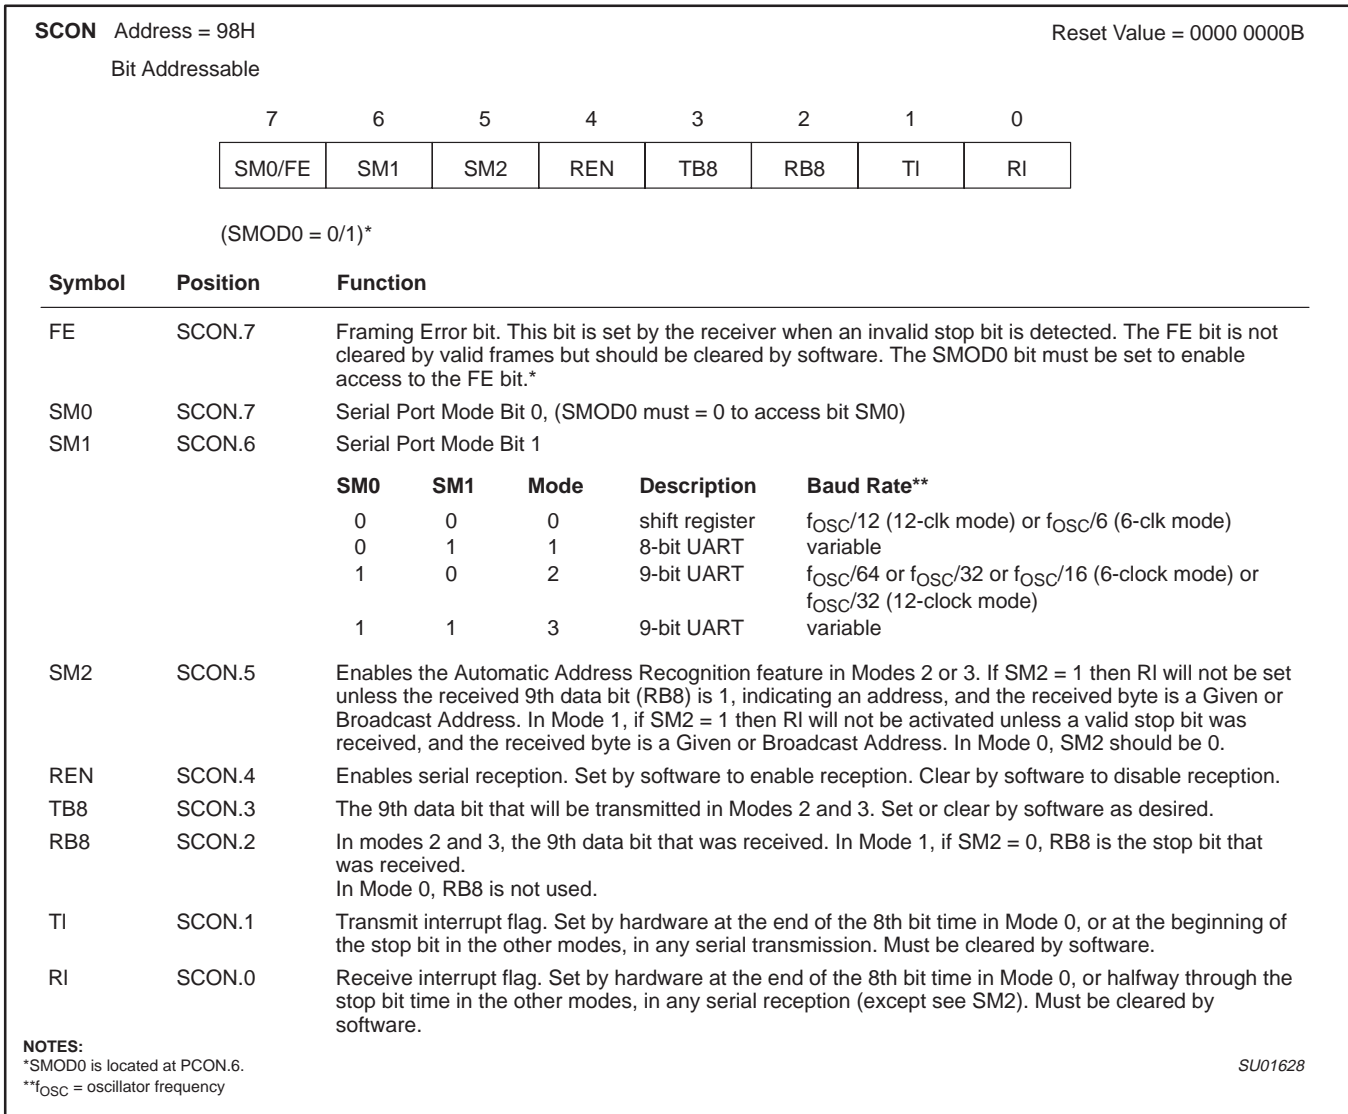 SCON Address = 98H Reset Value = 0000 0000B
Bit Addressable
7 6 5 4 3 2 1 0
SM0/FE SM1 SM2 REN TB8 RB8 TI RI
(SMOD0 = 0/1)*
Symbol Position Function
FE SCON.7 Framing Error bit. This bit is set by the receiver when an invalid stop bit is detected. The FE bit is not
cleared by valid frames but should be cleared by software. The SMOD0 bit must be set to enable
access to the FE bit.*
SM0 SCON.7 Serial Port Mode Bit 0, (SMOD0 must = 0 to access bit SM0)
SM1 SCON.6 Serial Port Mode Bit 1
SM0 SM1 Mode Description Baud Rate**
0 0 0 shift register fOSC/12 (12-clk mode) or fOSC/6 (6-clk mode)
0 1 1 8-bit UART variable
1 0 2 9-bit UART fOSC/64 or fOSC/32 or fOSC/16 (6-clock mode) or
fOSC/32 (12-clock mode)
1 1 3 9-bit UART variable
SM2 SCON.5 Enables the Automatic Address Recognition feature in Modes 2 or 3. If SM2 = 1 then RI will not be set
unless the received 9th data bit (RB8) is 1, indicating an address, and the received byte is a Given or
Broadcast Address. In Mode 1, if SM2 = 1 then RI will not be activated unless a valid stop bit was
received, and the received byte is a Given or Broadcast Address. In Mode 0, SM2 should be 0.
REN SCON.4 Enables serial reception. Set by software to enable reception. Clear by software to disable reception.
TB8 SCON.3 The 9th data bit that will be transmitted in Modes 2 and 3. Set or clear by software as desired.
RB8 SCON.2 In modes 2 and 3, the 9th data bit that was received. In Mode 1, if SM2 = 0, RB8 is the stop bit that
was received.
In Mode 0, RB8 is not used.
TI SCON.1 Transmit interrupt flag. Set by hardware at the end of the 8th bit time in Mode 0, or at the beginning of
the stop bit in the other modes, in any serial transmission. Must be cleared by software.
RI SCON.0 Receive interrupt flag. Set by hardware at the end of the 8th bit time in Mode 0, or halfway through the
stop bit time in the other modes, in any serial reception (except see SM2). Must be cleared by
software.
NOTES:
*SMOD0 is located at PCON.6. SU01628
**fOSC = oscillator frequency